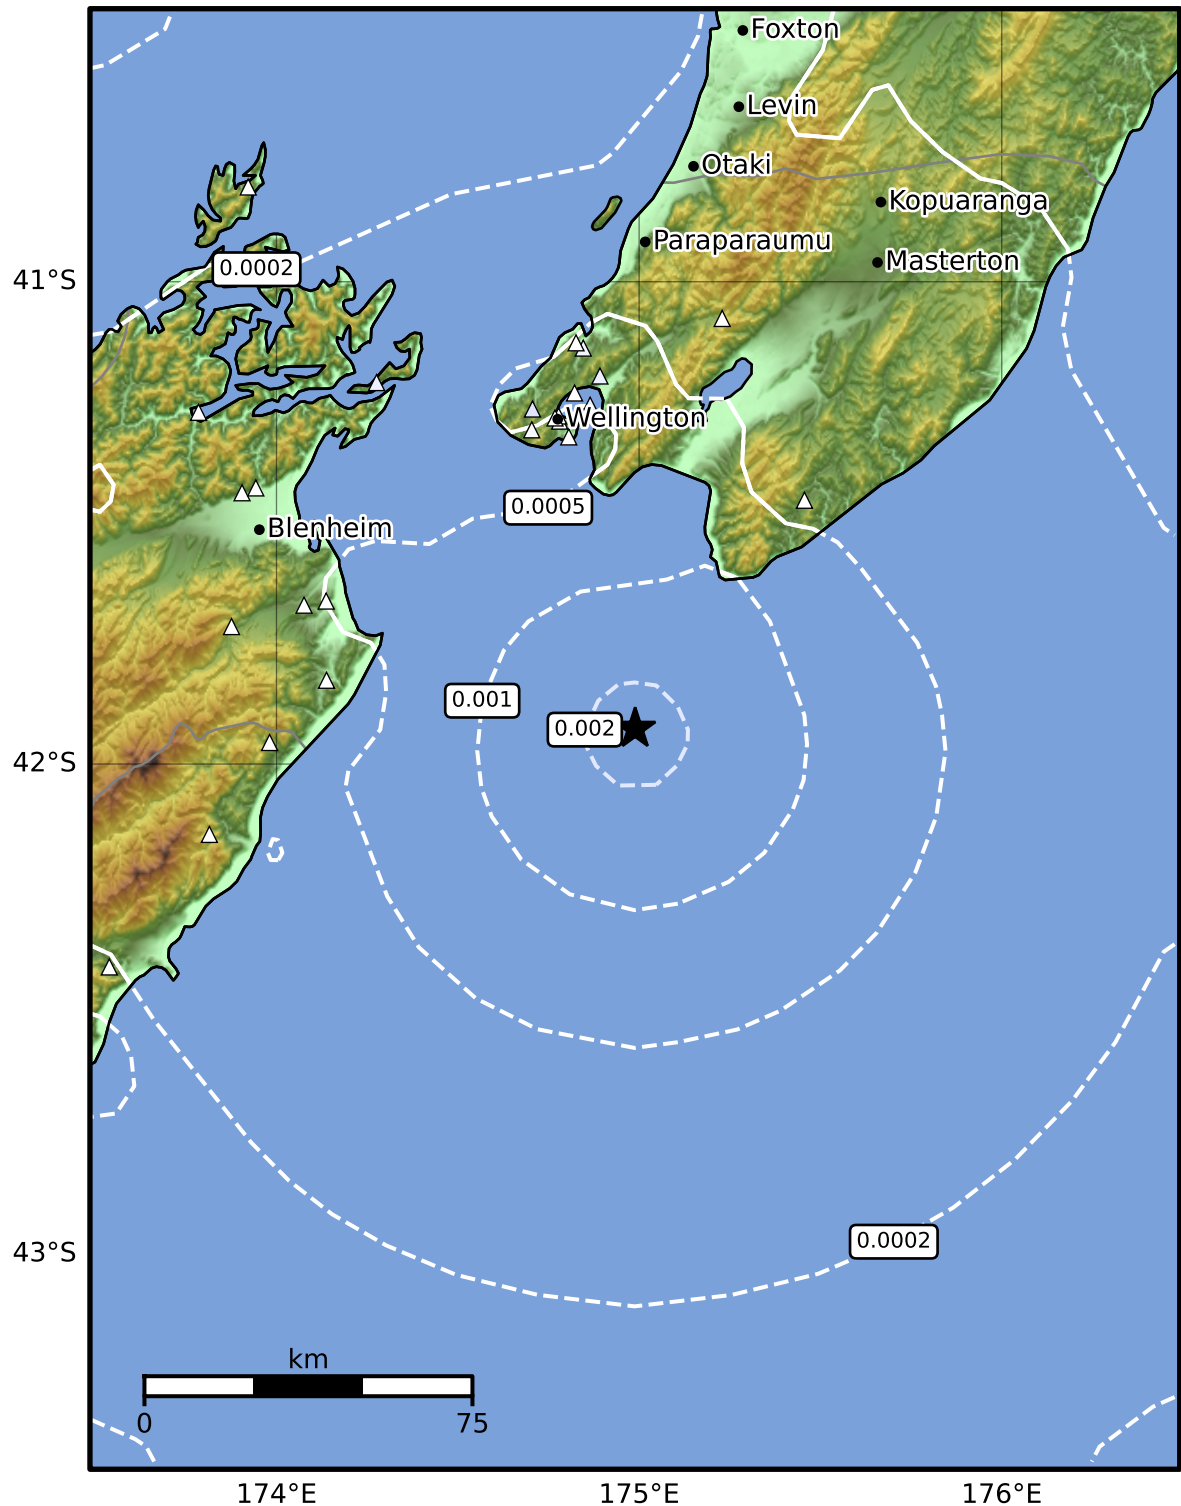 Foxton
Levin
Otaki
Kopuaranga
Paraparaumu
Masterton
0.0002
41°S
Wellington
0.0005
Blenheim
0.001
0.002
42°S
0.0002
43°S
km
0
75
174°E
175°E
176°E